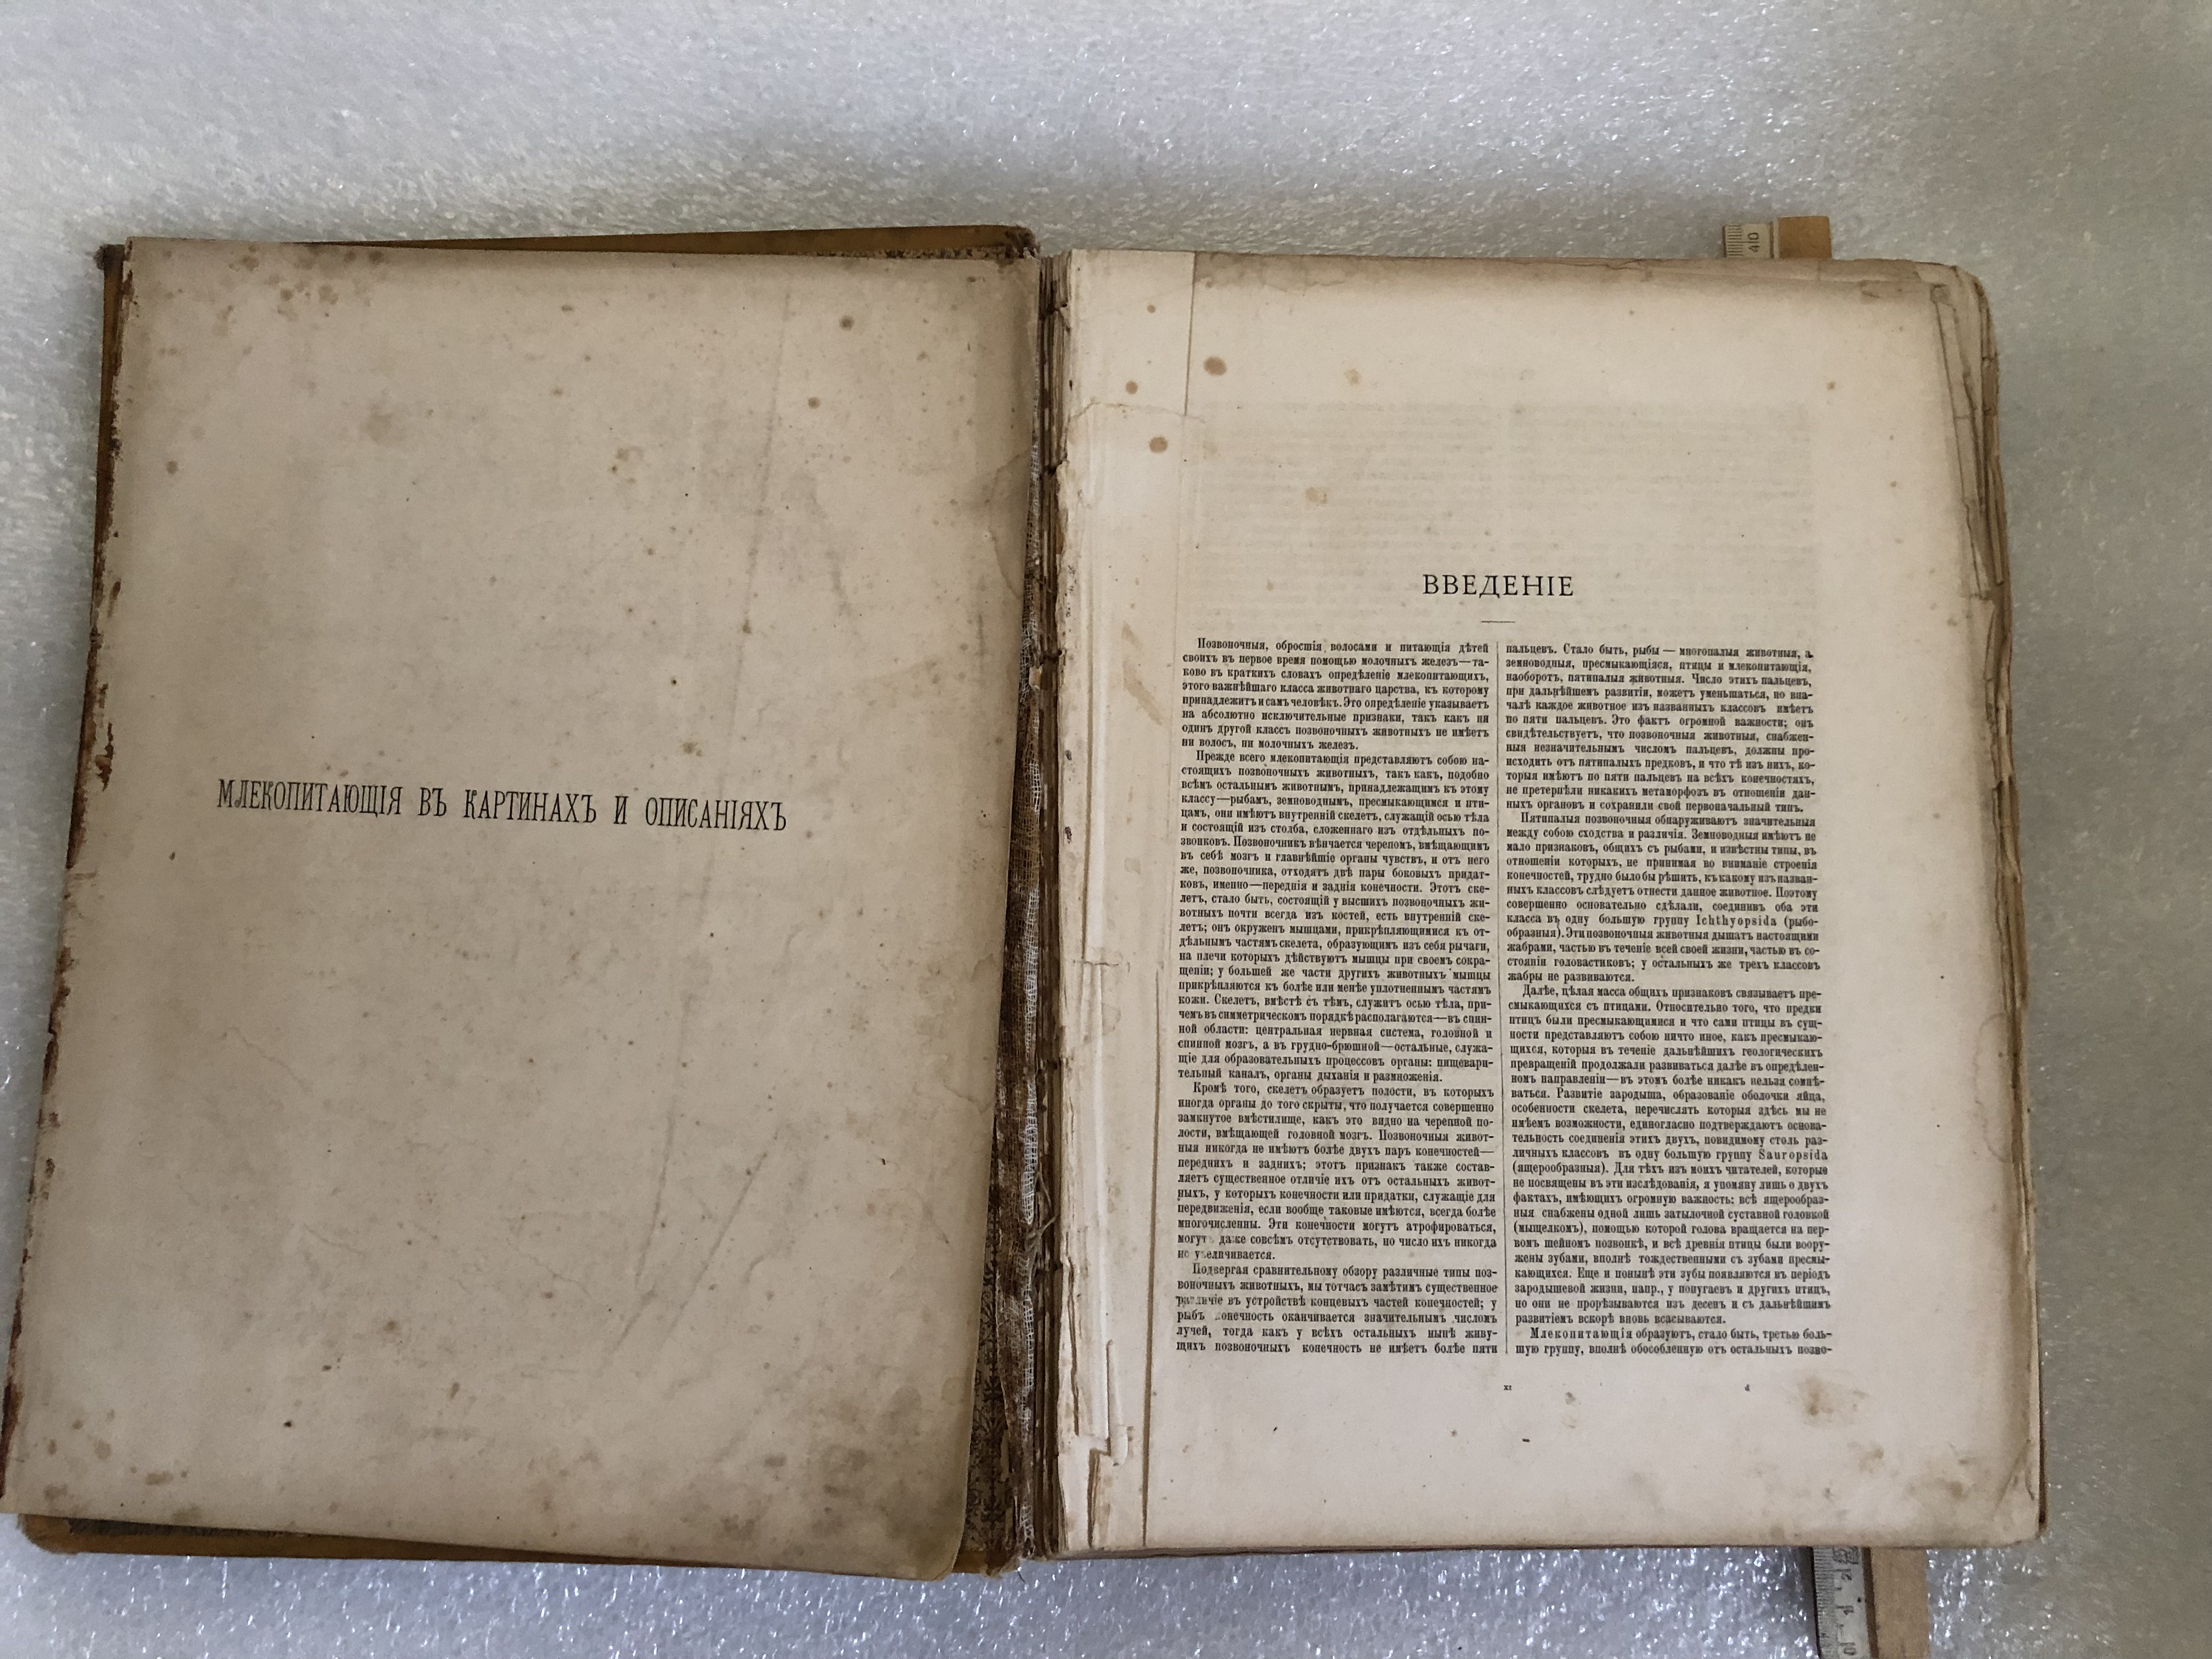 МЛЕКОПИТАЮЩІЯ ВЪ КАРТИНАХЪ И ОПИСАНІЯХЪ
ВВЕДЕНІЕ
Позвоночныя, обросшія волосами и питающія дѣтей
своихъ въ первое время помощью молочныхъ железъ—та-
ково въ краткихъ словахъ опредѣленіе млекопитающихъ,
этого важнѣйшаго класса животнаго царства, къ которому
принадлежитъ и самъ человѣкъ. Это опредѣленіе указываетъ
на абсолютно исключительные признаки, такъ какъ ни
одинъ другой классъ позвоночныхъ животныхъ не имѣетъ
ни волосъ, ни молочныхъ железъ.
Прежде всего млекопитающія представляютъ собою на-
стоящихъ позвоночныхъ животныхъ, такъ какъ, подобно
всѣмъ остальнымъ животнымъ, принадлежащимъ къ этому
классу—рыбамъ, земноводнымъ, пресмыкающимся и пти-
цамъ, они имѣютъ внутренній скелетъ, служащій осью тѣла
и состоящій изъ столба, сложеннаго изъ отдѣльныхъ по-
звонковъ. Позвоночникъ вѣнчается черепомъ, вмѣщающимъ
въ себѣ мозгъ и главнѣйшіе органы чувствъ, и отъ него
же, позвоночника, отходятъ двѣ пары боковыхъ придат-
ковъ, именно—переднія и заднія конечности. Этотъ ске-
летъ, стало быть, состоящій у высшихъ позвоночныхъ жи-
вотныхъ почти всегда изъ костей, есть внутренній ске-
летъ; онъ окруженъ мышцами, прикрѣпляющимися къ от-
дѣльнымъ частямъ скелета, образующимъ изъ себя рычаги,
на плечи которыхъ дѣйствуютъ мышцы при своемъ сокра-
щеніи; у большей же части другихъ животныхъ мышцы
прикрѣпляются къ болѣе или менѣе уплотненнымъ частямъ
кожи. Скелетъ, вмѣстѣ съ тѣмъ, служитъ осью тѣла, при-
чемъ въ симметрическомъ порядкѣ располагаются—въ спин-
ной области: центральная нервная система, головной и
спинной мозгъ, а въ грудно-брюшной—остальные, служа-
щіе для образовательныхъ процессовъ органы: пищевари-
тельный каналъ, органы дыханія и размноженія.
Кромѣ того, скелетъ образуетъ полости, въ которыхъ
иногда органы до того скрыты, что получается совершенно
замкнутое вмѣстилище, какъ это видно на черепной по-
лости, вмѣщающей головной мозгъ. Позвоночныя живот-
ныя никогда не имѣютъ болѣе двухъ паръ конечностей—
переднихъ и заднихъ; этотъ признакъ также состав-
ляетъ существенное отличіе ихъ отъ остальныхъ живот-
ныхъ, у которыхъ конечности или придатки, служащіе для
передвиженія, если вообще таковые имѣются, всегда болѣе
многочисленны. Эти конечности могутъ атрофироваться,
могут даже совсѣмъ отсутствовать, но число ихъ никогда
не увеличивается.
Подвергая сравнительному обзору различные типы поз-
воночныхъ животныхъ, мы тотчасъ замѣтимъ существенное
различіе въ устройствѣ концевыхъ частей конечностей; у
рыбъ конечность оканчивается значительнымъ числомъ
лучей, тогда какъ у всѣхъ остальныхъ нынѣ живу-
щихъ позвоночныхъ конечность не имѣетъ болѣе пяти
пальцевъ. Стало быть, рыбы — многопалыя животныя, а
земноводныя, пресмыкающіяся, птицы и млекопитающія,
наоборотъ, пятипалыя животныя. Число этихъ пальцевъ,
при дальнѣйшемъ развитіи, можетъ уменьшаться, но вна-
чалѣ каждое животное изъ названныхъ классовъ имѣетъ
по пяти пальцевъ. Это фактъ огромной важности; онъ
свидѣтельствуетъ, что позвоночныя животныя, снабжен-
ныя незначительнымъ числомъ пальцевъ, должны про-
исходить отъ пятипалыхъ предковъ, и что тѣ изъ нихъ, ко-
торыя имѣютъ по пяти пальцевъ на всѣхъ конечностяхъ,
не претерпѣли никакихъ метаморфозъ въ отношеніи дан-
ныхъ органовъ и сохранили свой первоначальный типъ.
Пятипалыя позвоночныя обнаруживаютъ значительныя
между собою сходства и различія. Земноводныя имѣютъ не
мало признаковъ, общихъ съ рыбами, и извѣстны типы, въ
отношеніи которыхъ, не принимая во вниманіе строенія
конечностей, трудно было бы рѣшить, къ какому изъ назван-
ныхъ классовъ слѣдуетъ отнести данное животное. Поэтому
совершенно основательно сдѣлали, соединивъ оба эти
класса въ одну большую группу Ichthyopsida (рыбо-
образныя). Эти позвоночныя животныя дышатъ настоящими
жабрами, частью въ теченіе всей своей жизни, частью въ со-
стояніи головастиковъ; у остальныхъ же трехъ классовъ
жабры не развиваются.
Далѣе, цѣлая масса общихъ признаковъ связываетъ пре-
смыкающихся съ птицами. Относительно того, что предки
птицъ были пресмыкающимися и что сами птицы въ сущ-
ности представляютъ собою ничто иное, какъ пресмыкаю-
щихся, которыя въ теченіе дальнѣйшихъ геологическихъ
превращеній продолжали развиваться далѣе въ опредѣлен-
номъ направленіи—въ этомъ болѣе никакъ нельзя сомнѣ-
ваться. Развитіе зародыша, образованіе оболочки яйца,
особенности скелета, перечислять которыя здѣсь мы не
имѣемъ возможности, единогласно подтверждаютъ основа-
тельность соединенія этихъ двухъ, повидимому столь раз-
личныхъ классовъ въ одну большую группу Sauropsida
(ящерообразныя). Для тѣхъ изъ моихъ читателей, которые
не посвящены въ эти изслѣдованія, я упомяну лишь о двухъ
фактахъ, имѣющихъ огромную важность: всѣ ящерообраз-
ныя снабжены одной лишь затылочной суставной головкой
(мыщелкомъ), помощью которой голова вращается на пер-
вомъ шейномъ позвонкѣ, и всѣ древнія птицы были воору-
жены зубами, вполнѣ тождественными съ зубами пресмы-
кающихся. Еще и понынѣ эти зубы появляются въ періодъ
зародышевой жизни, напр., у попугаевъ и другихъ птицъ,
но они не прорѣзываются изъ десенъ и съ дальнѣйшимъ
развитіемъ вскорѣ вновь всасываются.
Млекопитающія образуютъ, стало быть, третью боль-
шую группу, вполнѣ обособленную отъ остальныхъ позво-
XI
d
40
2
1
0